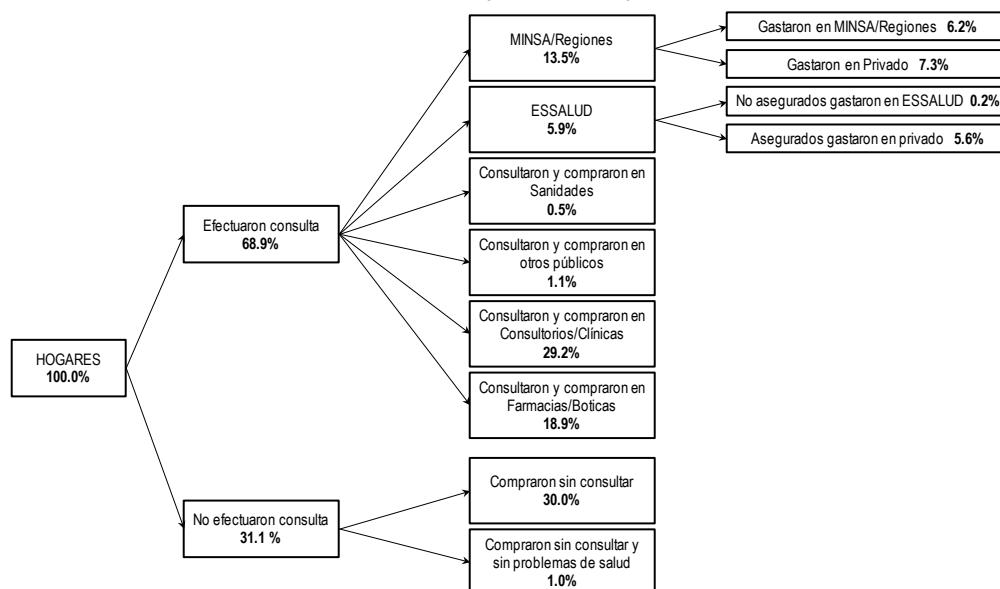 MINSA/Regiones
13.5%
Gastaron en MINSA/Regiones 6.2%
Gastaron en Privado 7.3%
ESSALUD
5.9%
No asegurados gastaron en ESSALUD 0.2%
Asegurados gastaron en privado 5.6%
Consultaron y compraron en
Sanidades
0.5%
Efectuaron consulta
68.9%
Consultaron y compraron en
otros públicos
1.1%
Consultaron y compraron en
Consultorios/Clínicas
29.2%
HOGARES
100.0%
Consultaron y compraron en
Farmacias/Boticas
18.9%
No efectuaron consulta
31.1 %
Compraron sin consultar
30.0%
Compraron sin consultar y
sin problemas de salud
1.0%